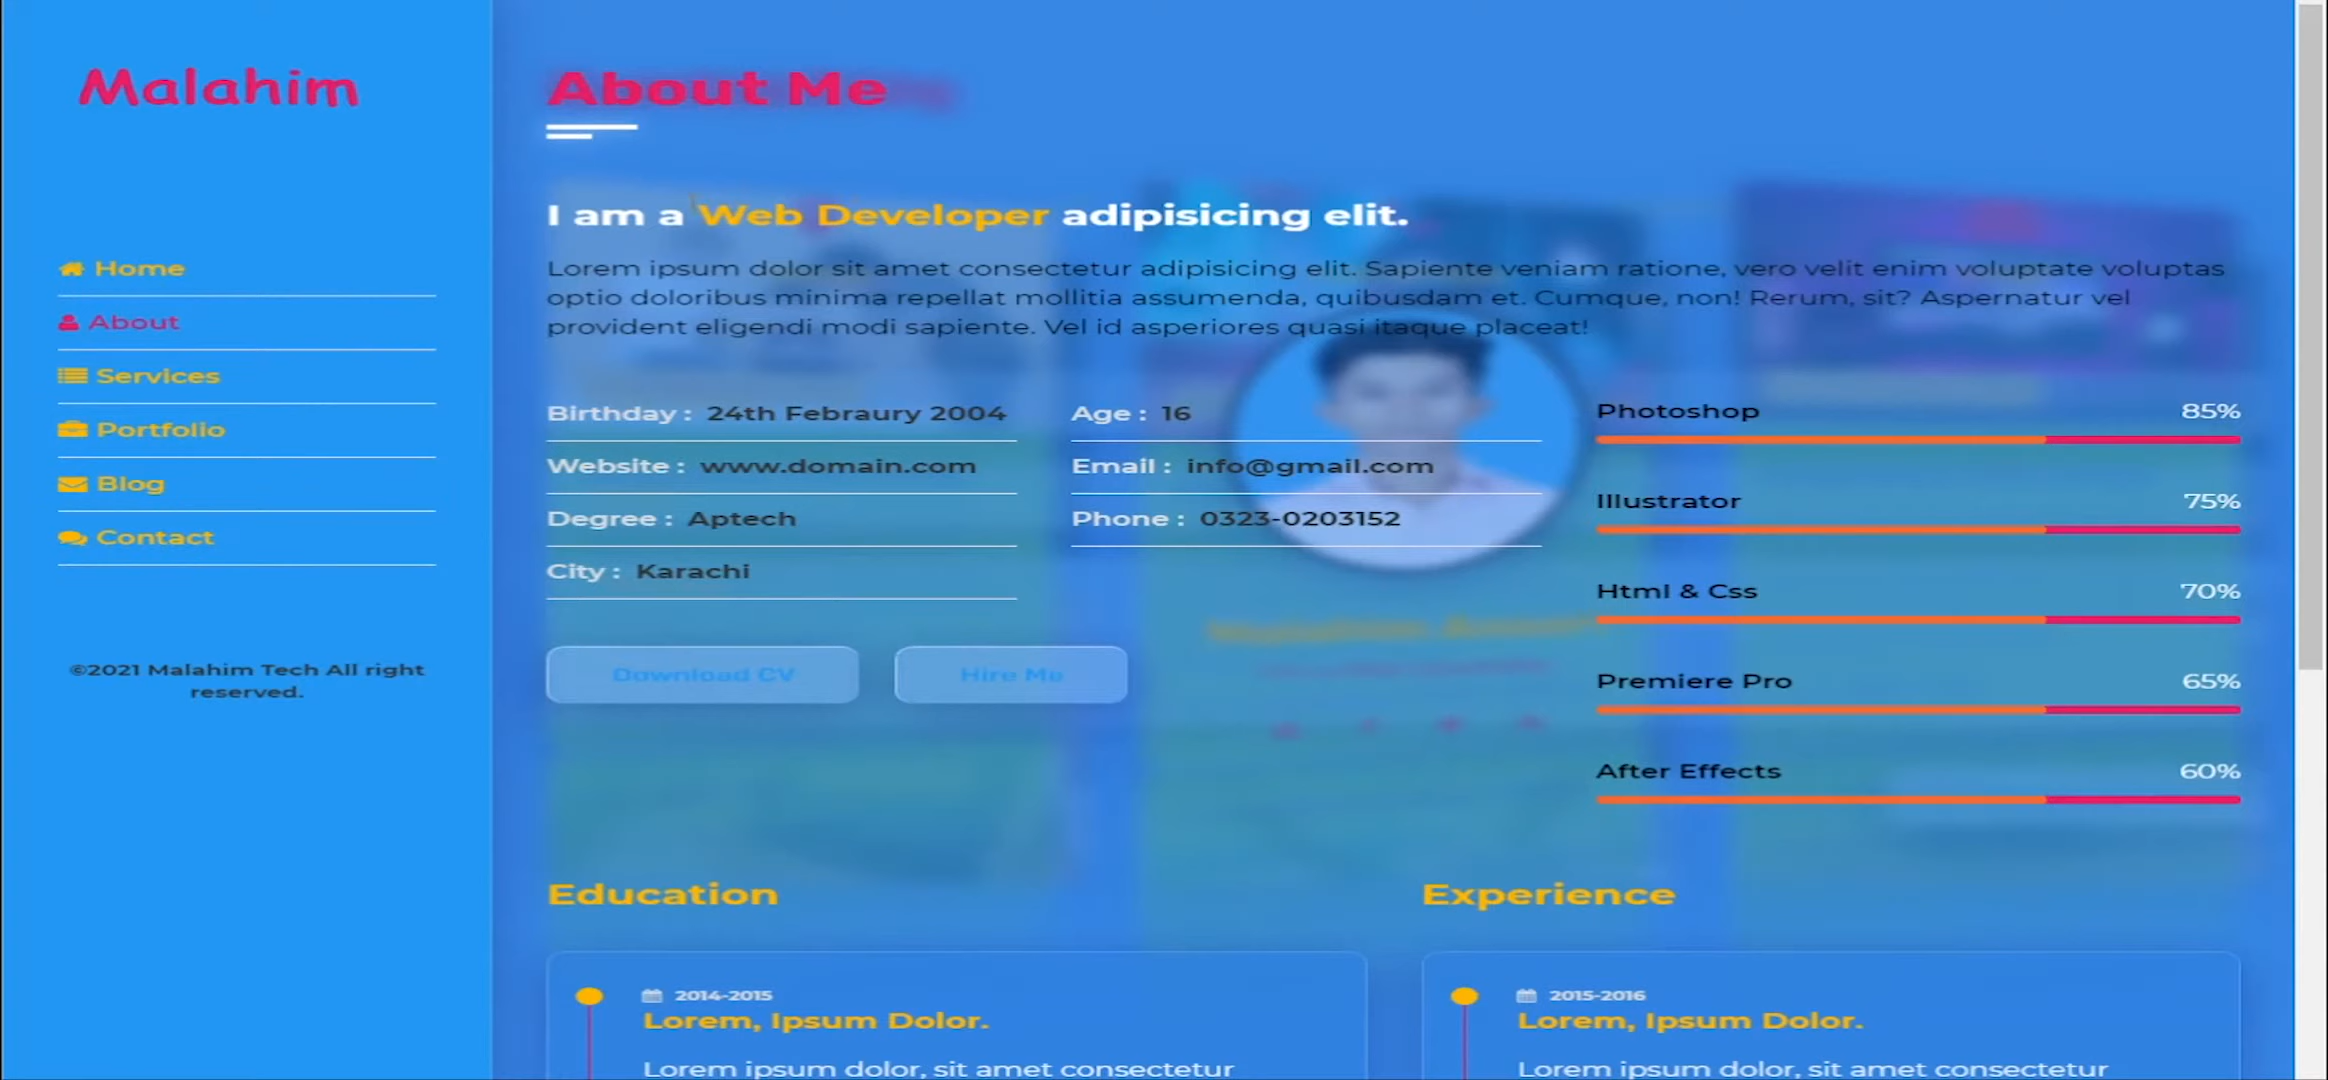 Malahim
Home
About
Services
Portfolio
Blog
Contact
©2021 Malahim Tech All right
reserved.
About Me
I am a Web Developer adipisicing elit.
Lorem ipsum dolor sit amet consectetur adipisicing elit. Sapiente veniam ratione, vero velit enim voluptate voluptas
optio doloribus minima repellat mollitia assumenda, quibusdam et. Cumque, non! Rerum, sit? Aspernatur vel
provident eligendi modi sapiente. Vel id asperiores quasi itaque placeat!
Birthday : 24th Febraury 2004
Age : 16
Website : www.domain.com
Email : info@gmail.com
Degree : Aptech
Phone : 0323-0203152
City : Karachi
Download CV
Hire Me
Photoshop 85%
Illustrator 75%
Html & Css 70%
Premiere Pro 65%
After Effects 60%
Education
2014-2015
Lorem, Ipsum Dolor.
Lorem ipsum dolor, sit amet consectetur
Experience
2015-2016
Lorem, Ipsum Dolor.
Lorem ipsum dolor, sit amet consectetur